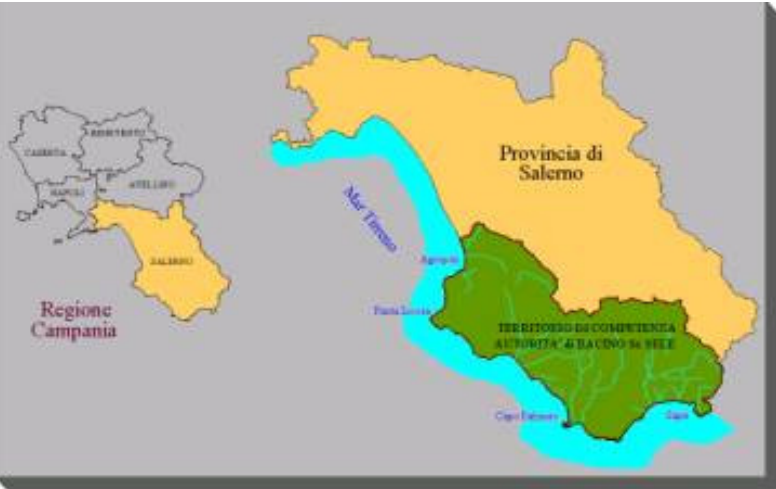 CASERTA
BENEVENTO
NAPOLI
AVELLINO
SALERNO
Regione
Campania
Provincia di
Salerno
Mar Tirreno
Agropoli
Punta Licosa
TERRITORIO DI COMPETENZA
AUTORITA' di BACINO Sx SELE
Capo Palinuro
Sapri